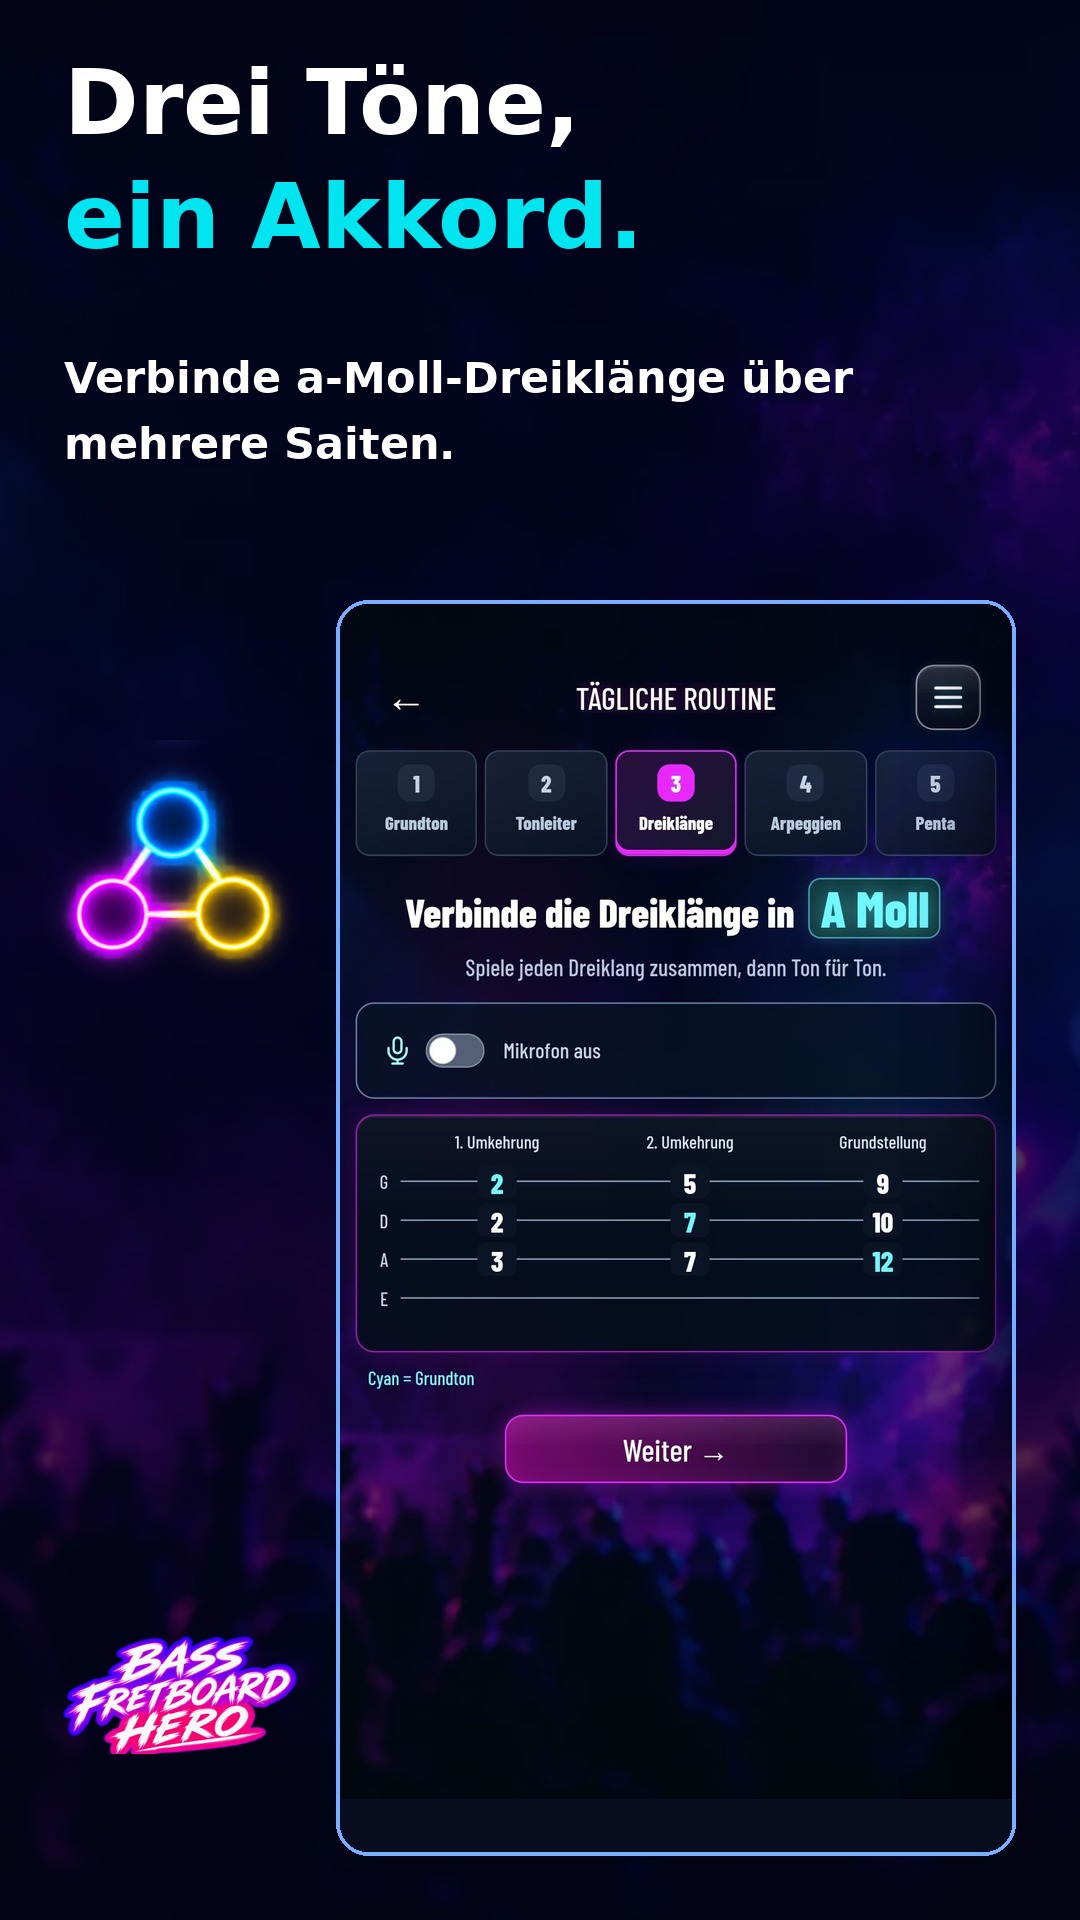 Drei Töne,
ein Akkord.
Verbinde a-Moll-Dreiklänge über
mehrere Saiten.
← TÄGLICHE ROUTINE
1 2 3 4 5
Grundton Tonleiter Dreiklänge Arpeggien Penta
Verbinde die Dreiklänge in A Moll
Spiele jeden Dreiklang zusammen, dann Ton für Ton.
Mikrofon aus
1. Umkehrung 2. Umkehrung Grundstellung
G 2 5 9
D 2 7 10
A 3 7 12
E
Cyan = Grundton
Weiter →
BASS
FRETBOARD
HERO